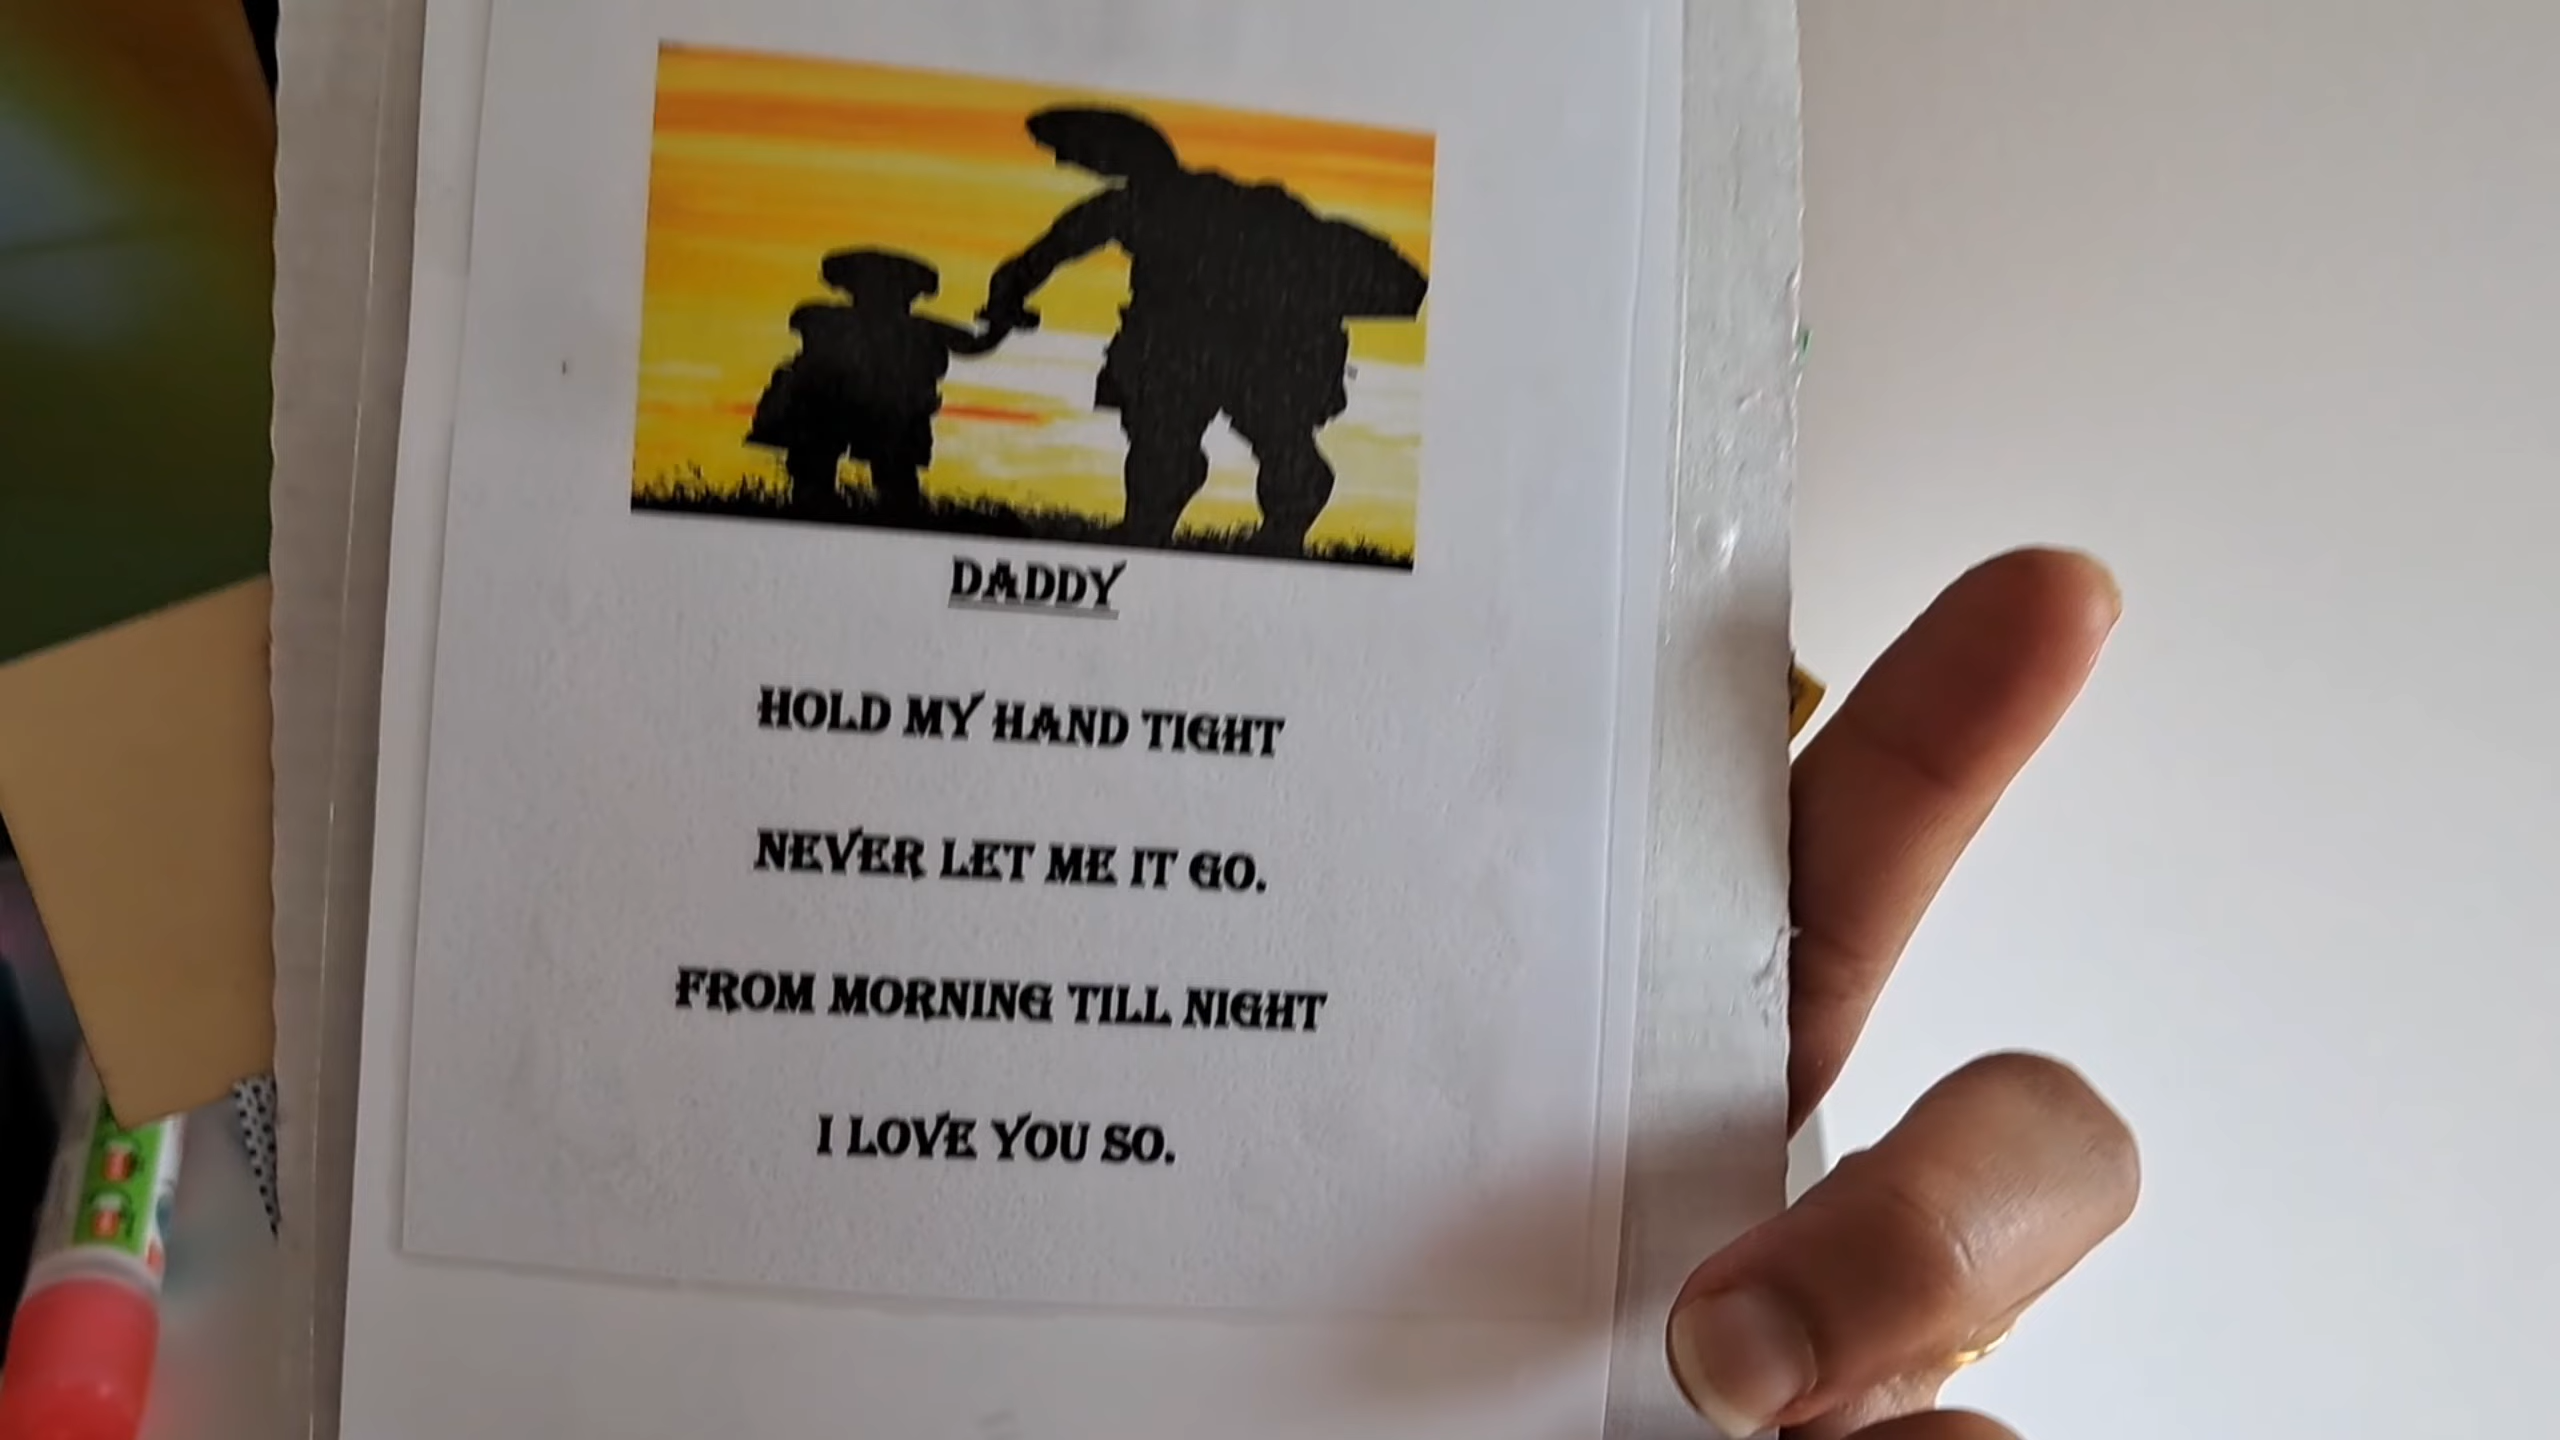 DADDY
HOLD MY HAND TIGHT
NEVER LET ME IT GO.
FROM MORNING TILL NIGHT
I LOVE YOU SO.